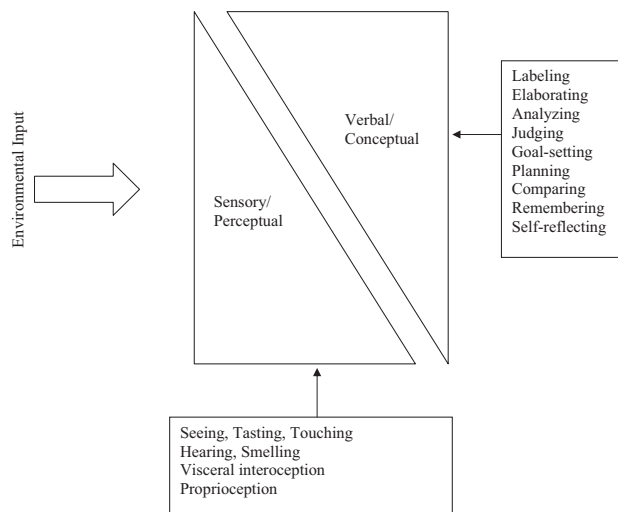 Environmental Input
Sensory/
Perceptual
Verbal/
Conceptual
Labeling
Elaborating
Analyzing
Judging
Goal-setting
Planning
Comparing
Remembering
Self-reflecting
Seeing, Tasting, Touching
Hearing, Smelling
Visceral interoception
Proprioception